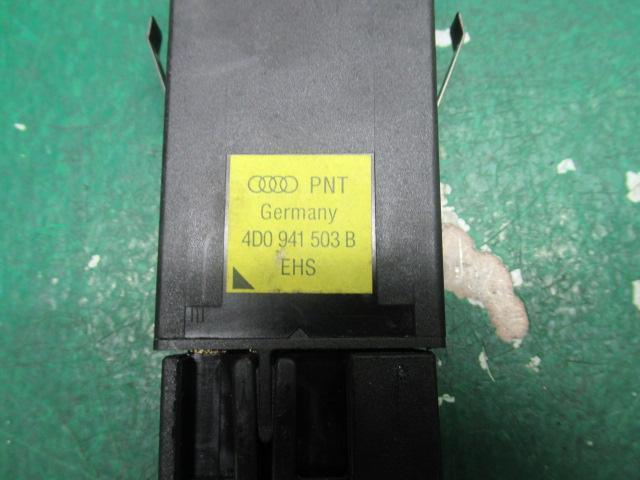 PNT
Germany
4D0 941 503 B
EHS